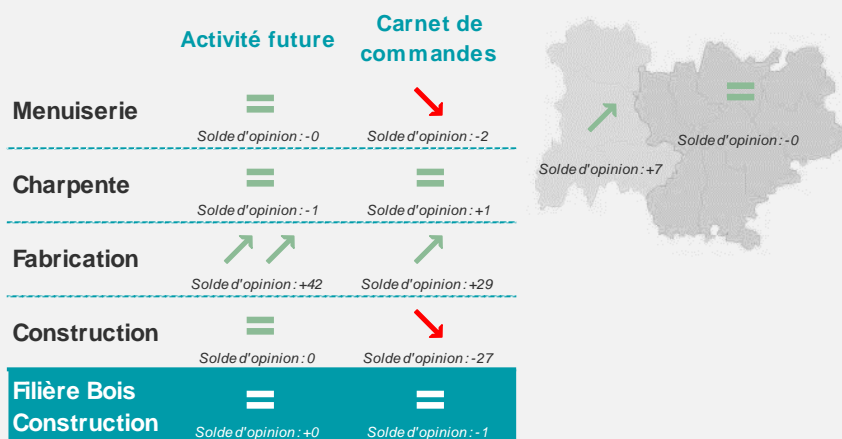 Activité future
Carnet de
commandes
Menuiserie
Solde d'opinion : -0
Solde d'opinion : -2
Charpente
Solde d'opinion : -1
Solde d'opinion : +1
Fabrication
Solde d'opinion : +42
Solde d'opinion : +29
Construction
Solde d'opinion : 0
Solde d'opinion : -27
Filière Bois
Construction
Solde d'opinion : +0
Solde d'opinion : -1
Solde d'opinion : +7
Solde d'opinion : -0